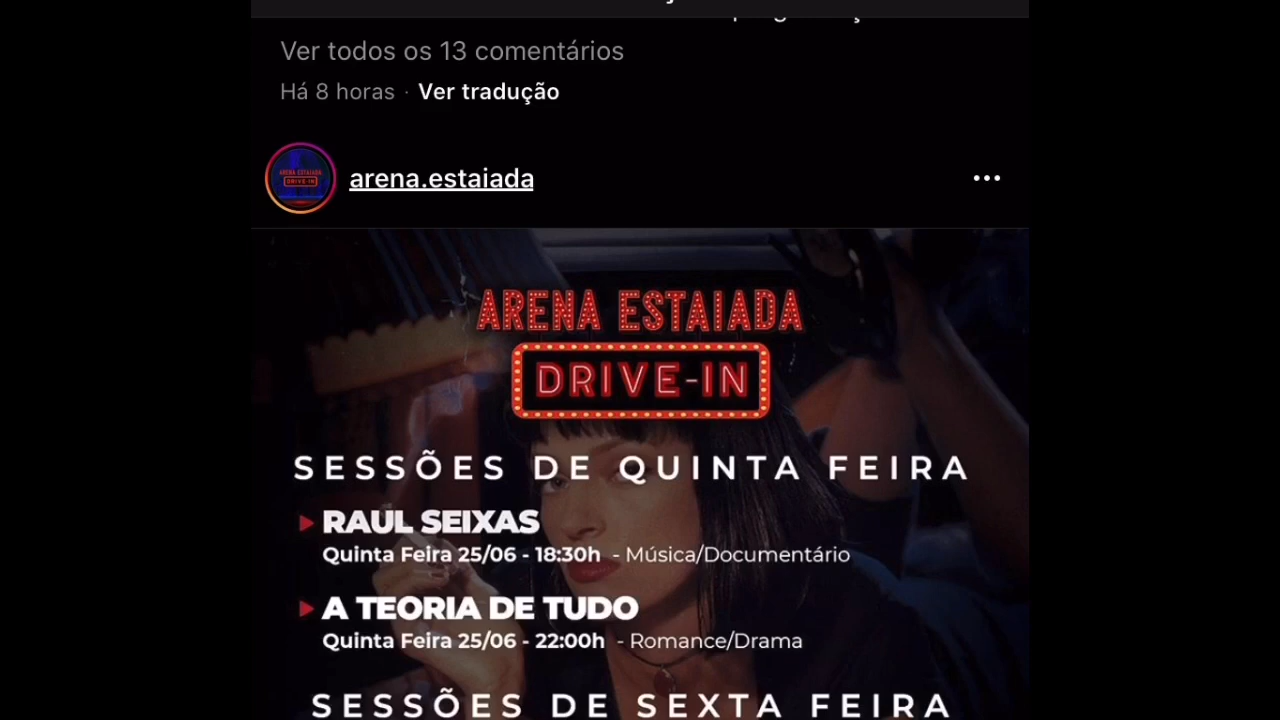 Ver todos os 13 comentários
Há 8 horas · Ver tradução
arena.estaiada
ARENA ESTAIADA
DRIVE-IN
SESSÕES DE QUINTA FEIRA
RAUL SEIXAS
Quinta Feira 25/06 - 18:30h - Música/Documentário
A TEORIA DE TUDO
Quinta Feira 25/06 - 22:00h - Romance/Drama
SESSÕES DE SEXTA FEIRA